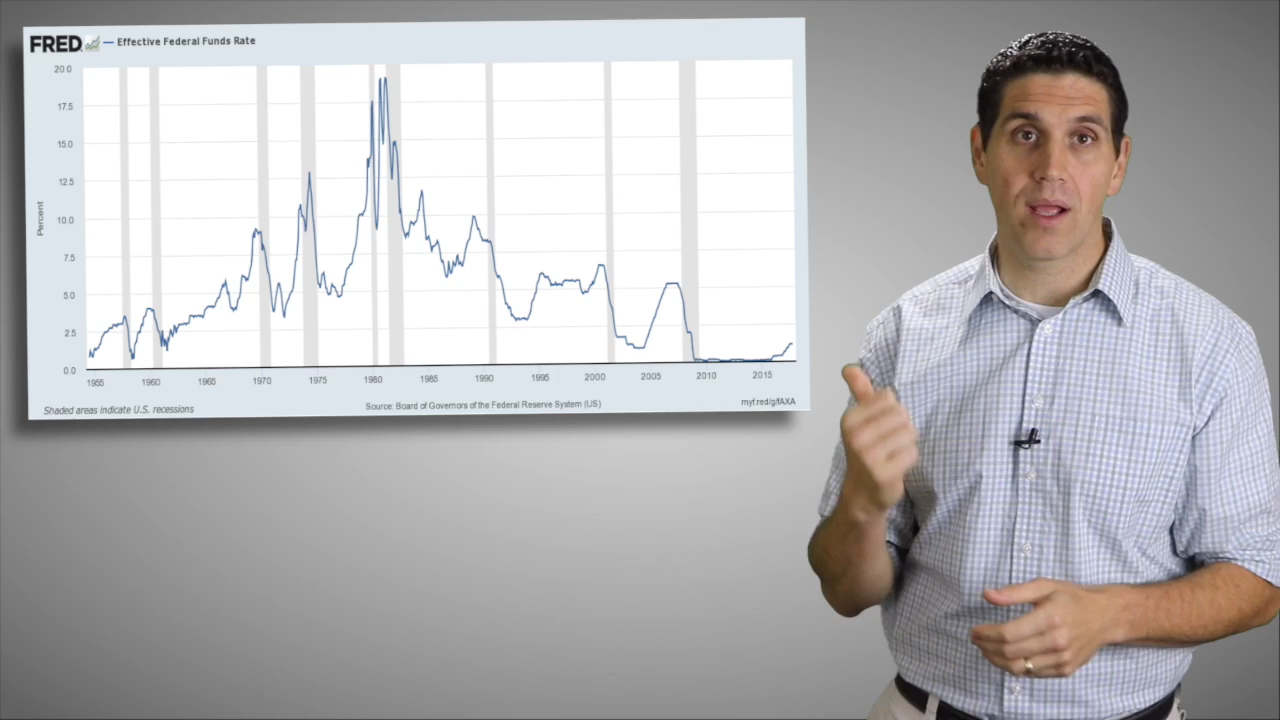 FRED — Effective Federal Funds Rate
20.0
17.5
15.0
12.5
10.0
7.5
5.0
2.5
0.0
Percent
1955 1960 1965 1970 1975 1980 1985 1990 1995 2000 2005 2010 2015
Shaded areas indicate U.S. recessions
Source: Board of Governors of the Federal Reserve System (US)
myf.red/g/fAXA